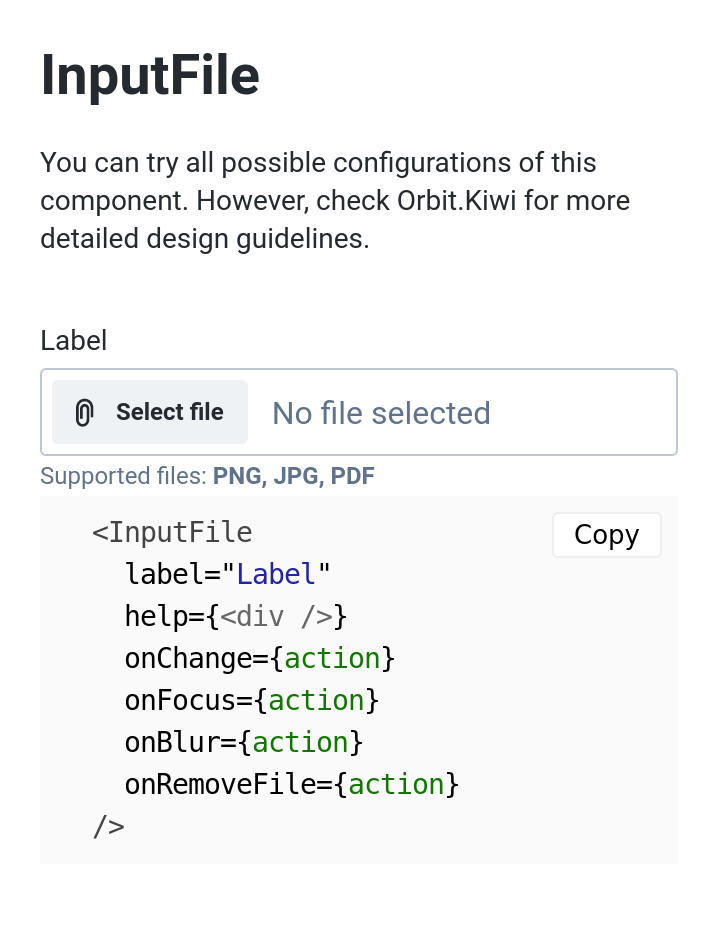 InputFile
You can try all possible configurations of this
component. However, check Orbit.Kiwi for more
detailed design guidelines.
Label
Select file
No file selected
Supported files: PNG, JPG, PDF
<InputFile
Copy
label="Label"
help={<div />}
onChange={action}
onFocus={action}
onBlur={action}
onRemoveFile={action}
/>